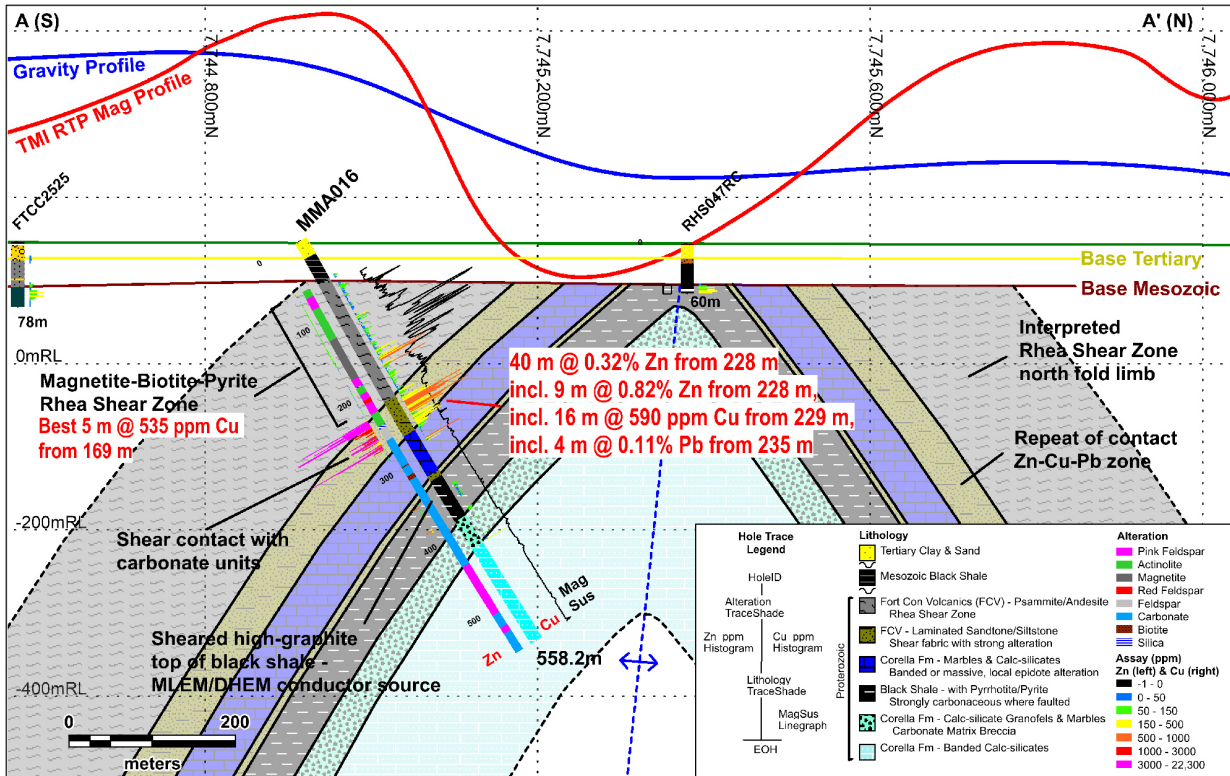 A (S)
A' (N)
Gravity Profile
TMI RTP Mag Profile
7,744,800mN
7,745,200mN
7,745,600mN
7,746,000mN
FTCC2525
MMA016
RHS047RC
0
0
Base Tertiary
Base Mesozoic
78m
60m
100
0mRL
Magnetite-Biotite-Pyrite
Rhea Shear Zone
Best 5 m @ 535 ppm Cu
from 169 m
200
40 m @ 0.32% Zn from 228 m
incl. 9 m @ 0.82% Zn from 228 m,
incl. 16 m @ 590 ppm Cu from 229 m,
incl. 4 m @ 0.11% Pb from 235 m
Interpreted
Rhea Shear Zone
north fold limb
Repeat of contact
Zn-Cu-Pb zone
300
-200mRL
Shear contact with
carbonate units
400
Mag
Sus
500
Cu
Zn
558.2m
Sheared high-graphite
top of black shale -
MLEM/DHEM conductor source
-400mRL
0
200
meters
Hole Trace
Legend
HoleID
Alteration
TraceShade
Zn ppm
Histogram
Cu ppm
Histogram
Lithology
TraceShade
MagSus
Linegraph
EOH
Lithology
Tertiary Clay & Sand
Mesozoic Black Shale
Proterozoic
Fort Con Volcanics (FCV) - Psammite/Andesite
Rhea Shear Zone
FCV - Laminated Sandtone/Siltstone
Shear fabric with strong alteration
Corella Fm - Marbles & Calc-silicates
Banded or massive, local epidote alteration
Black Shale - with Pyrrhotite/Pyrite
Strongly carbonaceous where faulted
Corella Fm - Calc-silicate Granofels & Marbles
Carbonate Matrix Breccia
Corella Fm - Banded Calc-silicates
Alteration
Pink Feldspar
Actinolite
Magnetite
Red Feldspar
Feldspar
Carbonate
Biotite
Silica
Assay (ppm)
Zn (left) & Cu (right)
-1 - 0
0 - 50
50 - 150
150 - 500
500 - 1000
1000 - 3000
3000 - 22,300